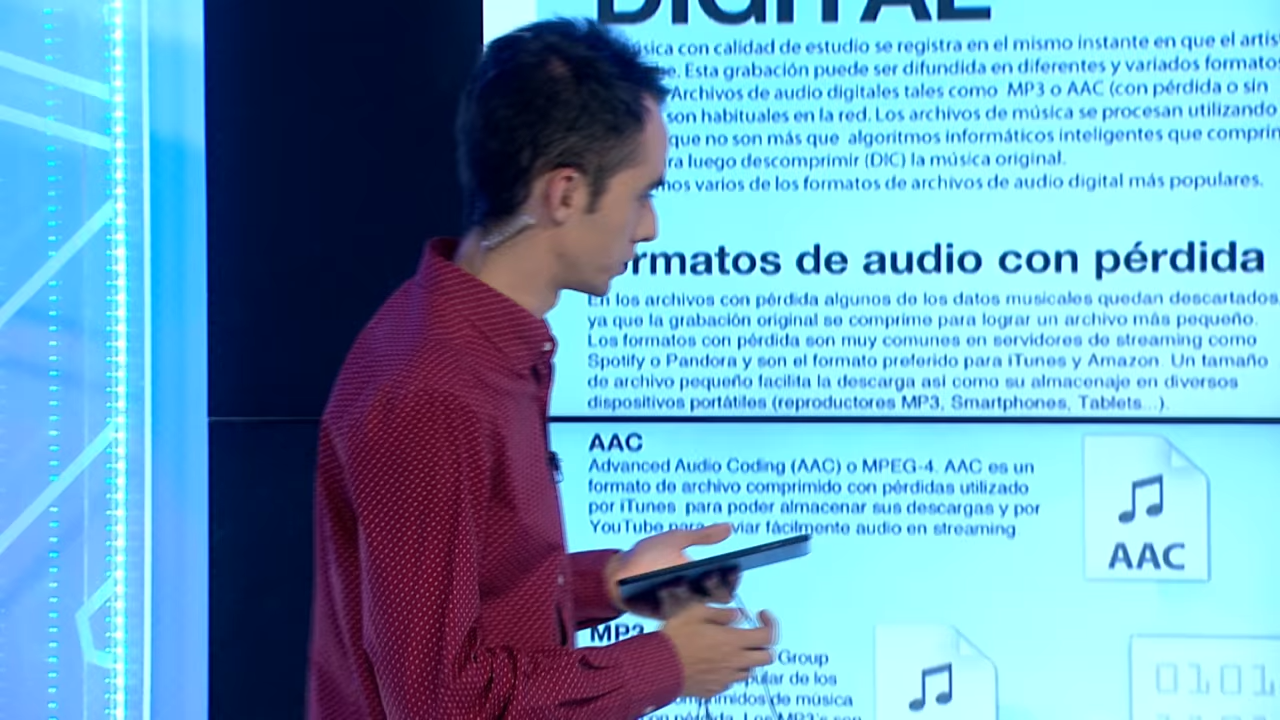 DIGITAL
música con calidad de estudio se registra en el mismo instante en que el artis
Esta grabación puede ser difundida en diferentes y variados formatos
Archivos de audio digitales tales como MP3 o AAC (con pérdida o sin
son habituales en la red. Los archivos de música se procesan utilizando
que no son más que algoritmos informáticos inteligentes que comprim
ra luego descomprimir (DIC) la música original.
mos varios de los formatos de archivos de audio digital más populares.
ormatos de audio con pérdida
En los archivos con pérdida algunos de los datos musicales quedan descartados,
ya que la grabación original se comprime para lograr un archivo más pequeño.
Los formatos con pérdida son muy comunes en servidores de streaming como
Spotify o Pandora y son el formato preferido para iTunes y Amazon. Un tamaño
de archivo pequeño facilita la descarga así como su almacenaje en diversos
dispositivos portátiles (reproductores MP3, Smartphones, Tablets...).
AAC
Advanced Audio Coding (AAC) o MPEG-4. AAC es un
formato de archivo comprimido con pérdidas utilizado
por iTunes para poder almacenar sus descargas y por
YouTube para enviar fácilmente audio en streaming
AAC
MP3
Group
pular de los
omprimidos de música
con pérdida. Los MP3's son
0101